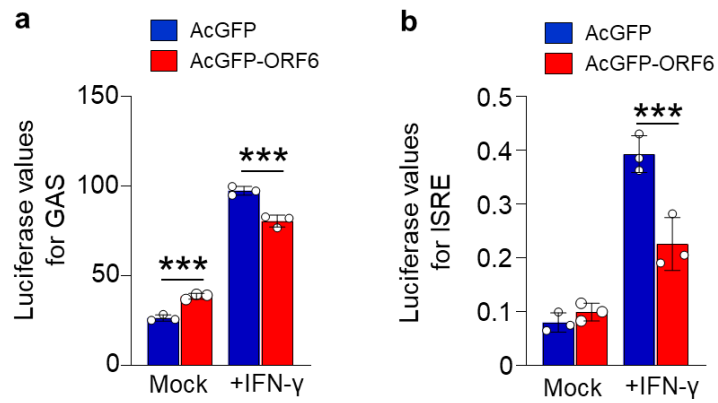 a
AcGFP
AcGFP-ORF6
Luciferase values
for GAS
150
100
50
0
***
***
Mock
+IFN-γ
b
AcGFP
AcGFP-ORF6
Luciferase values
for ISRE
0.5
0.4
0.3
0.2
0.1
0
***
Mock
+IFN-γ